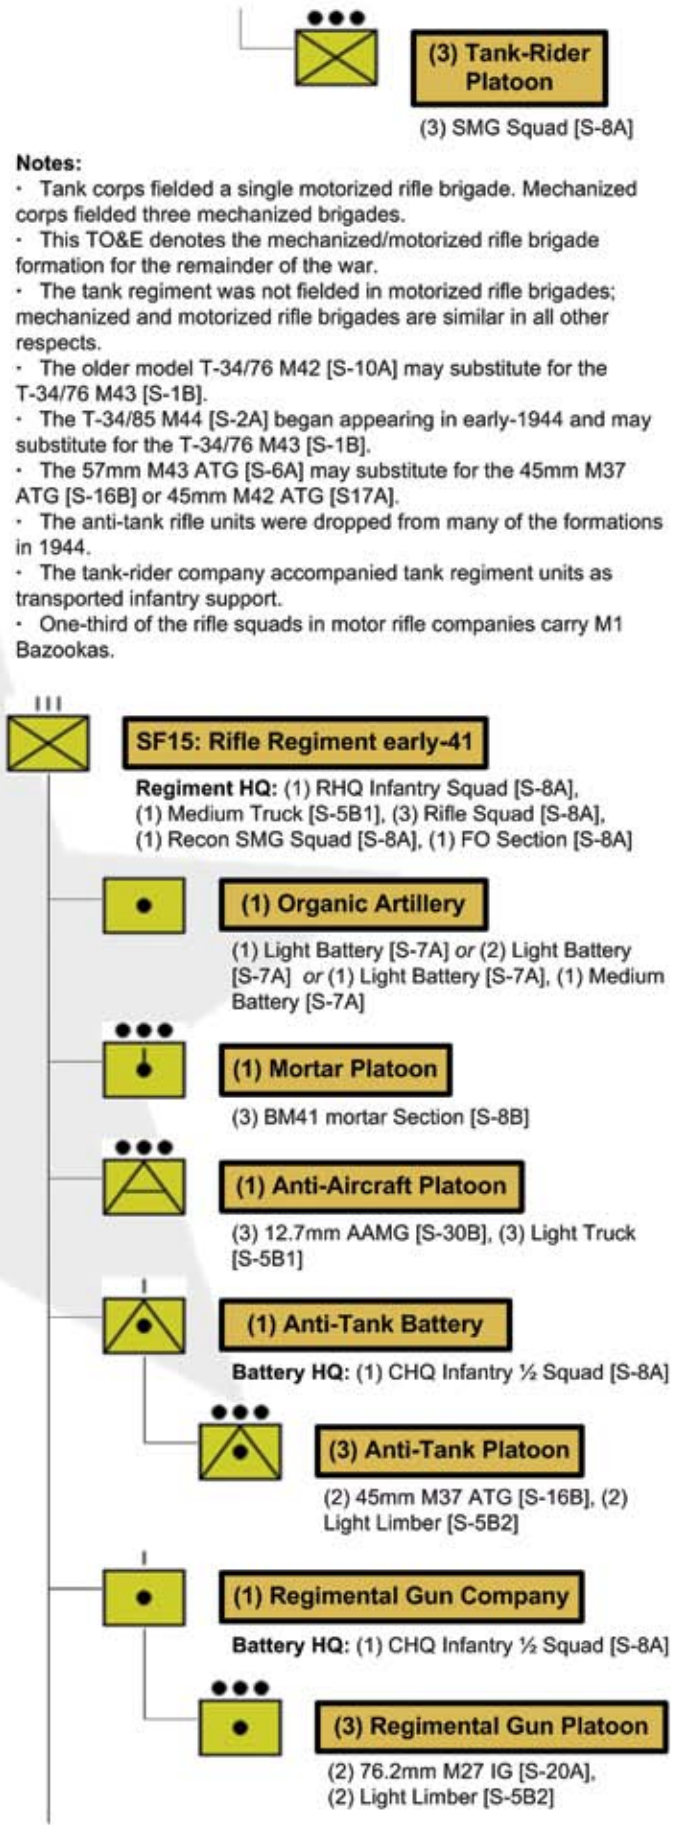 (3) Tank-Rider
Platoon
(3) SMG Squad [S-8A]
Notes:
· Tank corps fielded a single motorized rifle brigade. Mechanized
corps fielded three mechanized brigades.
· This TO&E denotes the mechanized/motorized rifle brigade
formation for the remainder of the war.
· The tank regiment was not fielded in motorized rifle brigades;
mechanized and motorized rifle brigades are similar in all other
respects.
· The older model T-34/76 M42 [S-10A] may substitute for the
T-34/76 M43 [S-1B].
· The T-34/85 M44 [S-2A] began appearing in early-1944 and may
substitute for the T-34/76 M43 [S-1B].
· The 57mm M43 ATG [S-6A] may substitute for the 45mm M37
ATG [S-16B] or 45mm M42 ATG [S17A].
· The anti-tank rifle units were dropped from many of the formations
in 1944.
· The tank-rider company accompanied tank regiment units as
transported infantry support.
· One-third of the rifle squads in motor rifle companies carry M1
Bazookas.
SF15: Rifle Regiment early-41
Regiment HQ: (1) RHQ Infantry Squad [S-8A],
(1) Medium Truck [S-5B1], (3) Rifle Squad [S-8A],
(1) Recon SMG Squad [S-8A], (1) FO Section [S-8A]
(1) Organic Artillery
(1) Light Battery [S-7A] or (2) Light Battery
[S-7A] or (1) Light Battery [S-7A], (1) Medium
Battery [S-7A]
(1) Mortar Platoon
(3) BM41 mortar Section [S-8B]
(1) Anti-Aircraft Platoon
(3) 12.7mm AAMG [S-30B], (3) Light Truck
[S-5B1]
(1) Anti-Tank Battery
Battery HQ: (1) CHQ Infantry ½ Squad [S-8A]
(3) Anti-Tank Platoon
(2) 45mm M37 ATG [S-16B], (2)
Light Limber [S-5B2]
(1) Regimental Gun Company
Battery HQ: (1) CHQ Infantry ½ Squad [S-8A]
(3) Regimental Gun Platoon
(2) 76.2mm M27 IG [S-20A],
(2) Light Limber [S-5B2]